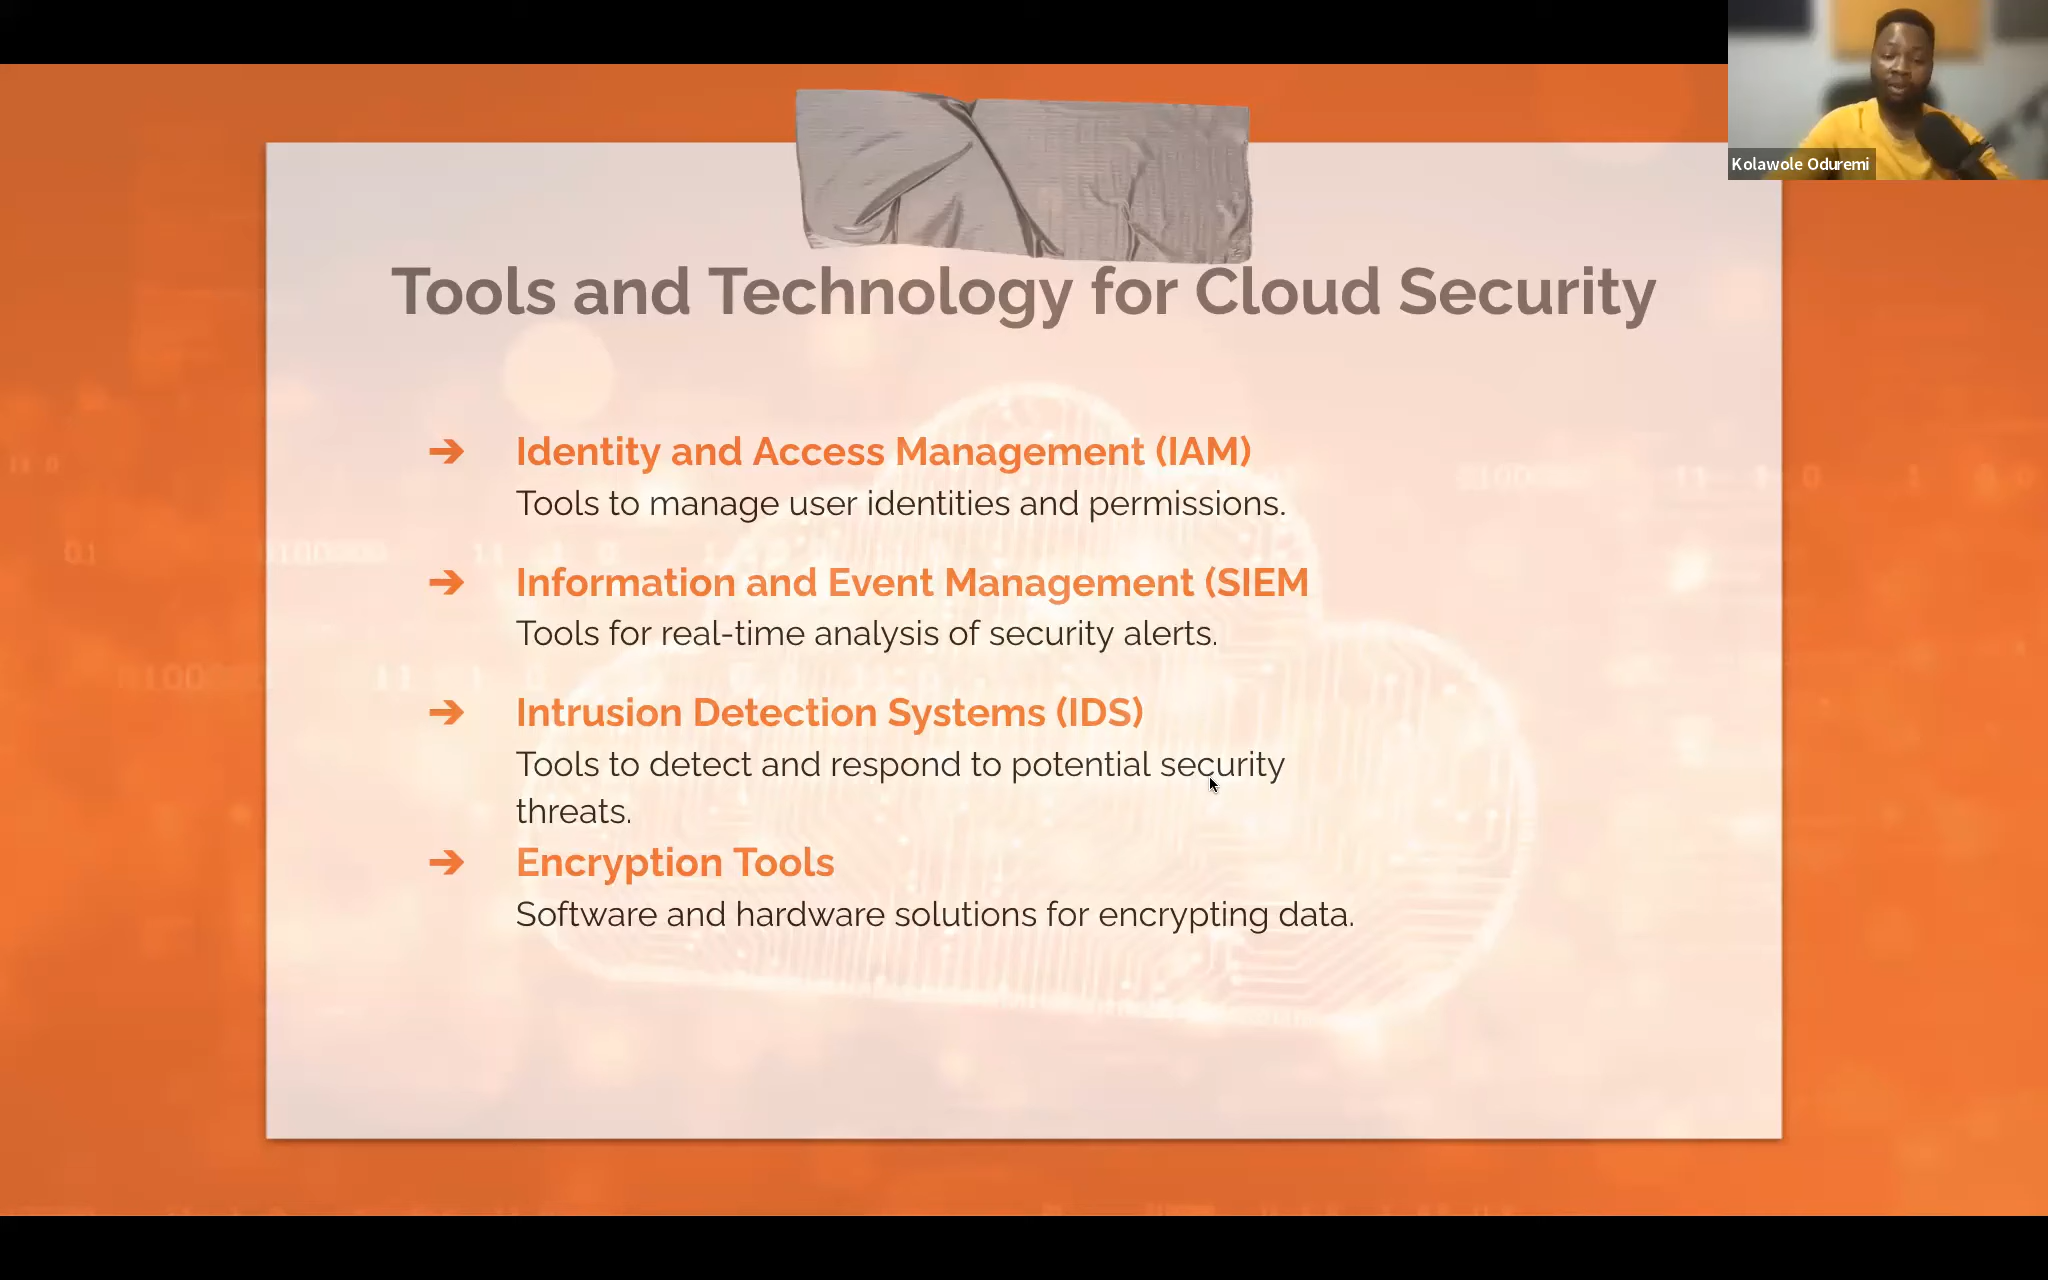 Kolawole Oduremi
Tools and Technology for Cloud Security
➔ Identity and Access Management (IAM)
Tools to manage user identities and permissions.
➔ Information and Event Management (SIEM
Tools for real-time analysis of security alerts.
➔ Intrusion Detection Systems (IDS)
Tools to detect and respond to potential security
threats.
➔ Encryption Tools
Software and hardware solutions for encrypting data.